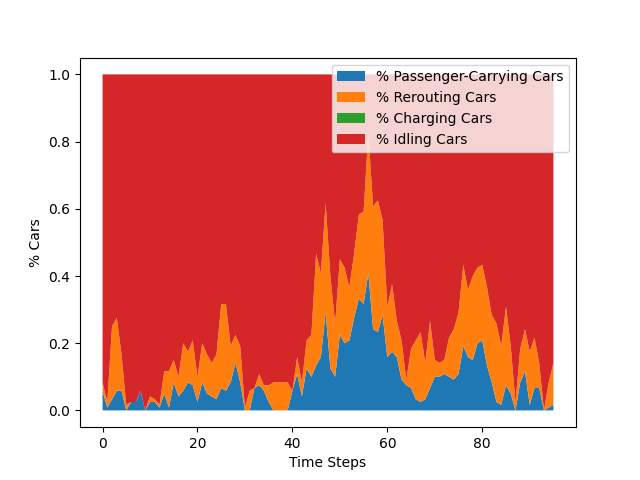 % Passenger-Carrying Cars
% Rerouting Cars
% Charging Cars
% Idling Cars
1.0
0.8
0.6
0.4
0.2
0.0
% Cars
0 20 40 60 80
Time Steps